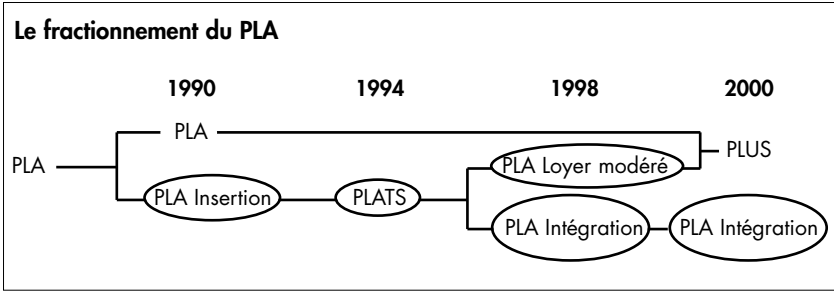 Le fractionnement du PLA
1990 1994 1998 2000
PLA
PLA PLA Loyer modéré PLUS
PLA Insertion PLATS
PLA Intégration PLA Intégration